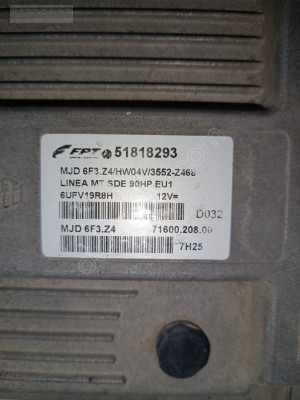 FPT 51818293
MJD 6F3.Z4/HW04V/3552-Z468
LINEA MT SDE 90HP EU1
6UFV19R8H 12V=
D032
MJD 6F3.Z4 71600.208.00
7H25